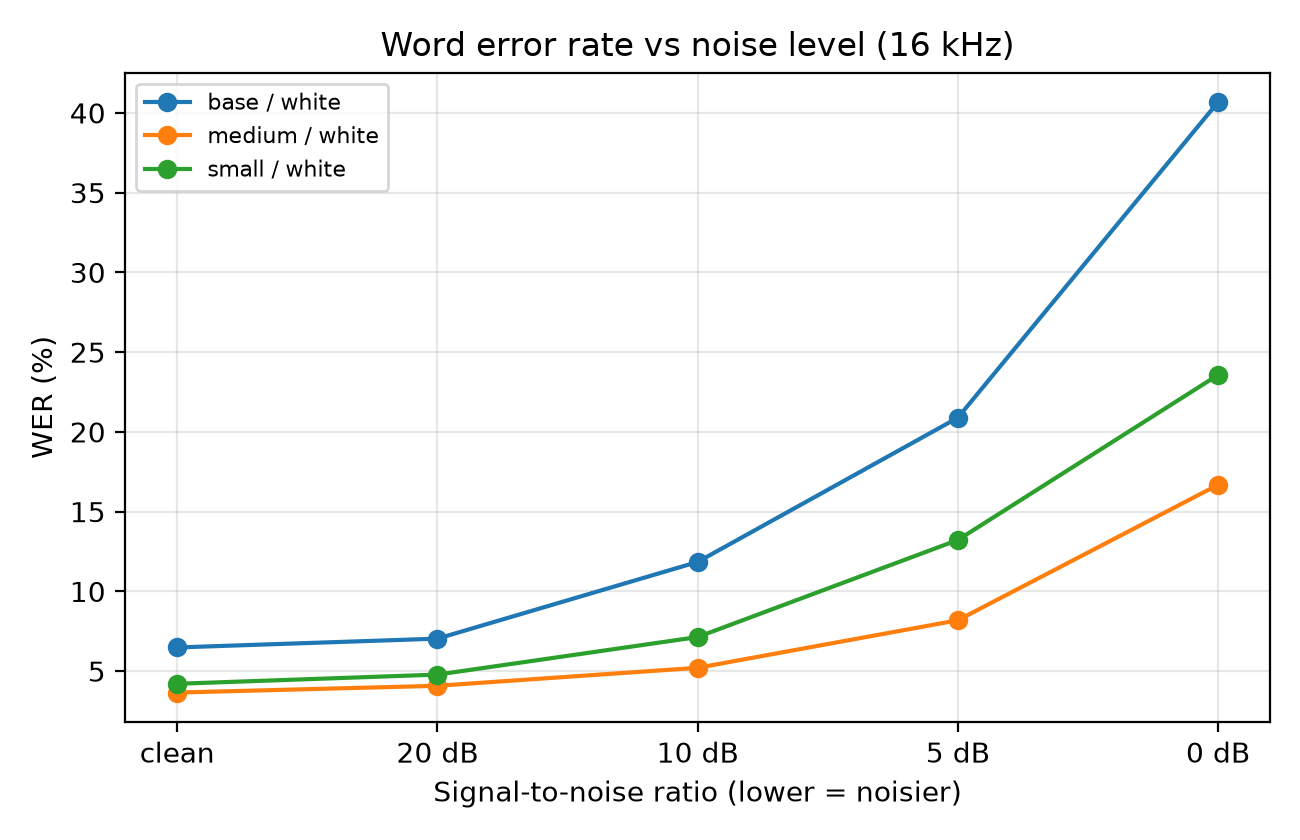 Word error rate vs noise level (16 kHz)
base / white
medium / white
small / white
40
35
30
25
20
15
10
5
WER (%)
clean 20 dB 10 dB 5 dB 0 dB
Signal-to-noise ratio (lower = noisier)